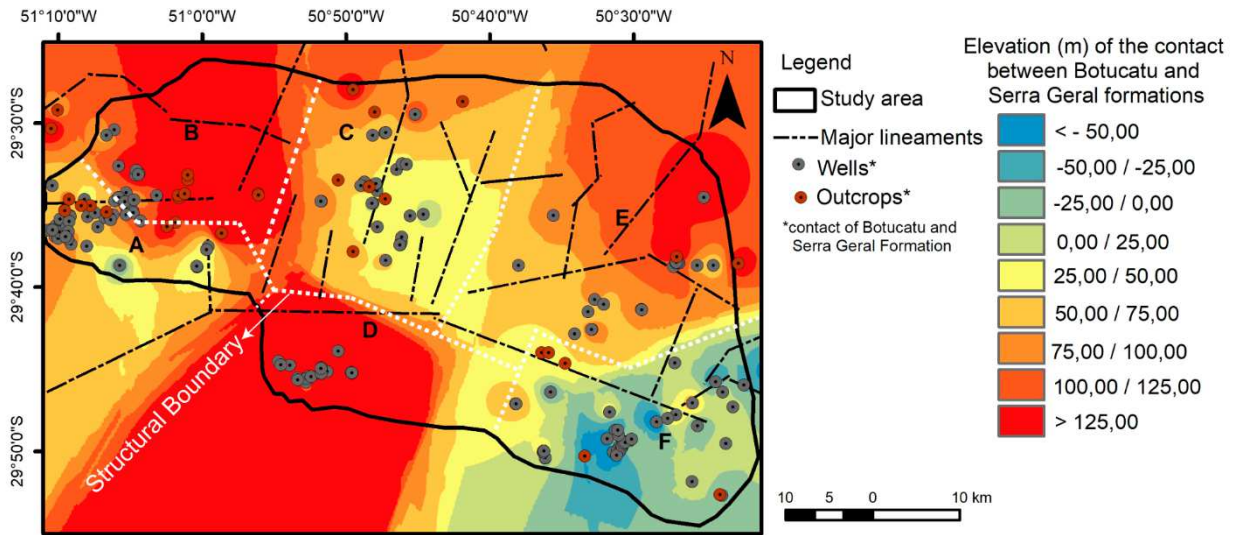 51°10'0"W 51°0'0"W 50°50'0"W 50°40'0"W 50°30'0"W
29°30'0"S
29°40'0"S
29°50'0"S
N
A
B
C
D
E
F
Structural Boundary
Legend
Study area
Major lineaments
Wells*
Outcrops*
*contact of Botucatu and
Serra Geral Formation
10 5 0 10 km
Elevation (m) of the contact
between Botucatu and
Serra Geral formations
< - 50,00
-50,00 / -25,00
-25,00 / 0,00
0,00 / 25,00
25,00 / 50,00
50,00 / 75,00
75,00 / 100,00
100,00 / 125,00
> 125,00